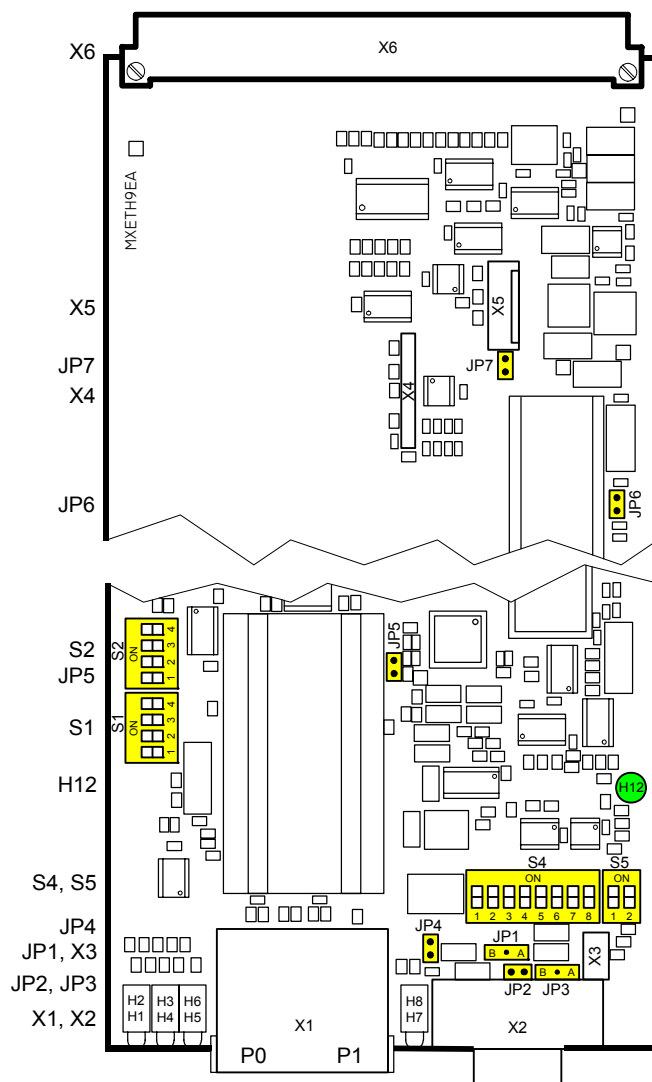 X6 X6
MXETH9EA
X5 X5
JP7 JP7
X4 X4
JP6 JP6
S2 S2 ON 4 3 2 1
JP5 JP5
S1 S1 ON 4 3 2 1
H12 H12
S4 S5
S4, S5 ON ON
1 2 3 4 5 6 7 8 1 2
JP4 JP4
JP1, X3 JP1 B A X3
JP2, JP3 JP2 JP3 B A
H2 H3 H6 H8
X1, X2 H1 H4 H5 X1 H7 X2
P0 P1